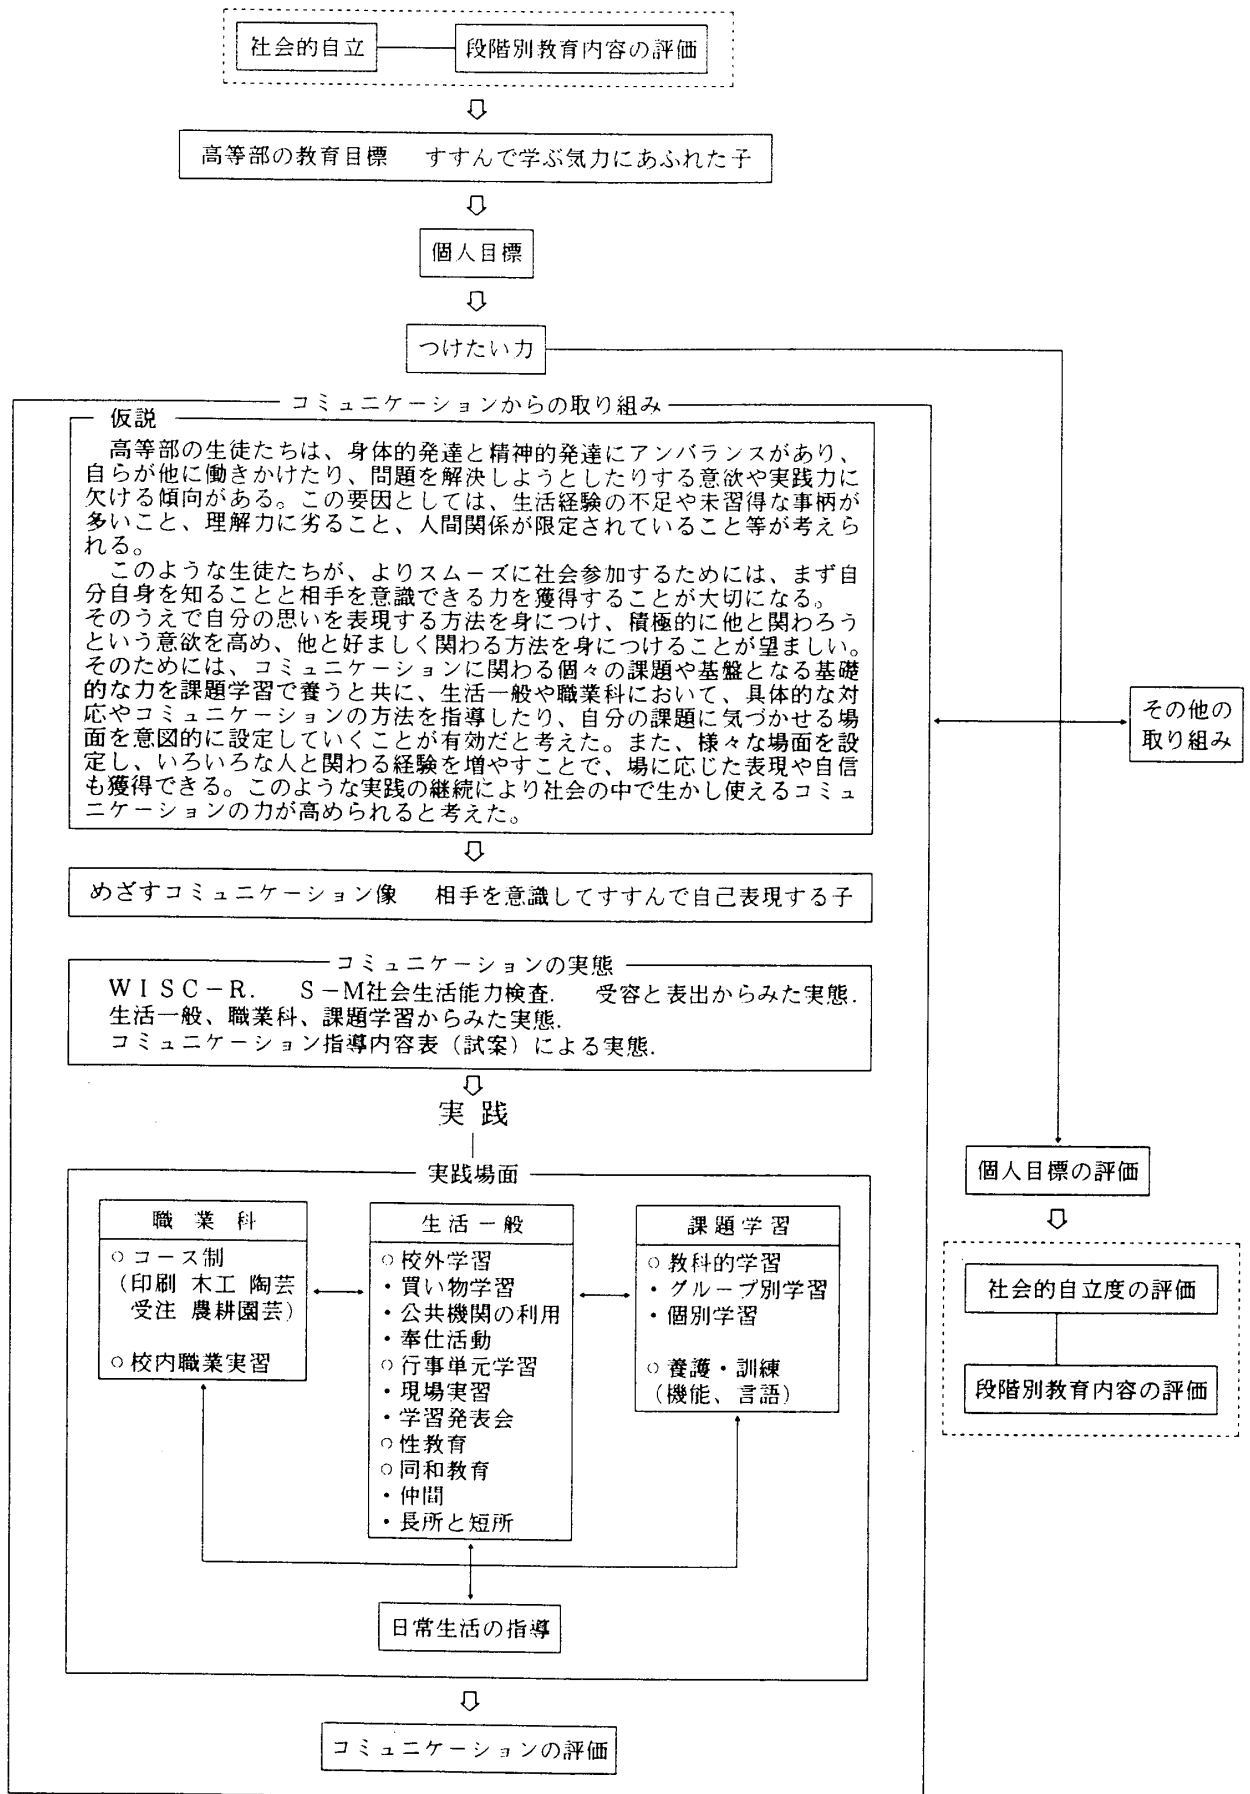 社会的自立 段階別教育内容の評価
高等部の教育目標 すすんで学ぶ気力にあふれた子
個人目標
つけたい力
コミュニケーションからの取り組み
仮説
高等部の生徒たちは、身体的発達と精神的発達にアンバランスがあり、
自らが他に働きかけたり、問題を解決しようとしたりする意欲や実践力に
欠ける傾向がある。この要因としては、生活経験の不足や未習得な事柄が
多いこと、理解力に劣ること、人間関係が限定されていること等が考えら
れる。
このような生徒たちが、よりスムーズに社会参加するためには、まず自
分自身を知ることと相手を意識できる力を獲得することが大切になる。
そのうえで自分の思いを表現する方法を身につけ、積極的に他と関わろう
という意欲を高め、他と好ましく関わる方法を身につけることが望ましい。
そのためには、コミュニケーションに関わる個々の課題や基盤となる基礎
的な力を課題学習で養うと共に、生活一般や職業科において、具体的な対
応やコミュニケーションの方法を指導したり、自分の課題に気づかせる場
面を意図的に設定していくことが有効だと考えた。また、様々な場面を設
定し、いろいろな人と関わる経験を増やすことで、場に応じた表現や自信
も獲得できる。このような実践の継続により社会の中で生かし使えるコミュ
ニケーションの力が高められると考えた。
その他の
取り組み
めざすコミュニケーション像 相手を意識してすすんで自己表現する子
コミュニケーションの実態
WISC-R. S-M社会生活能力検査. 受容と表出からみた実態.
生活一般、職業科、課題学習からみた実態.
コミュニケーション指導内容表(試案)による実態.
実践
実践場面
職業科
○コース制
(印刷 木工 陶芸
受注 農耕園芸)
○校内職業実習
生活一般
○校外学習
・買い物学習
・公共機関の利用
・奉仕活動
○行事単元学習
・現場実習
・学習発表会
○性教育
○同和教育
・仲間
・長所と短所
課題学習
○教科的学習
・グループ別学習
・個別学習
○養護・訓練
(機能、言語)
日常生活の指導
コミュニケーションの評価
個人目標の評価
社会的自立度の評価
段階別教育内容の評価